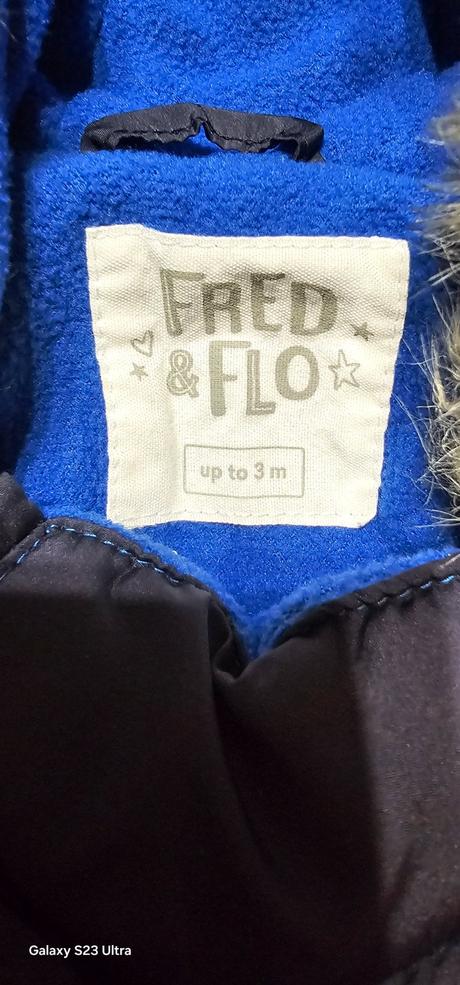 FRED
& FLO
up to 3 m
Galaxy S23 Ultra